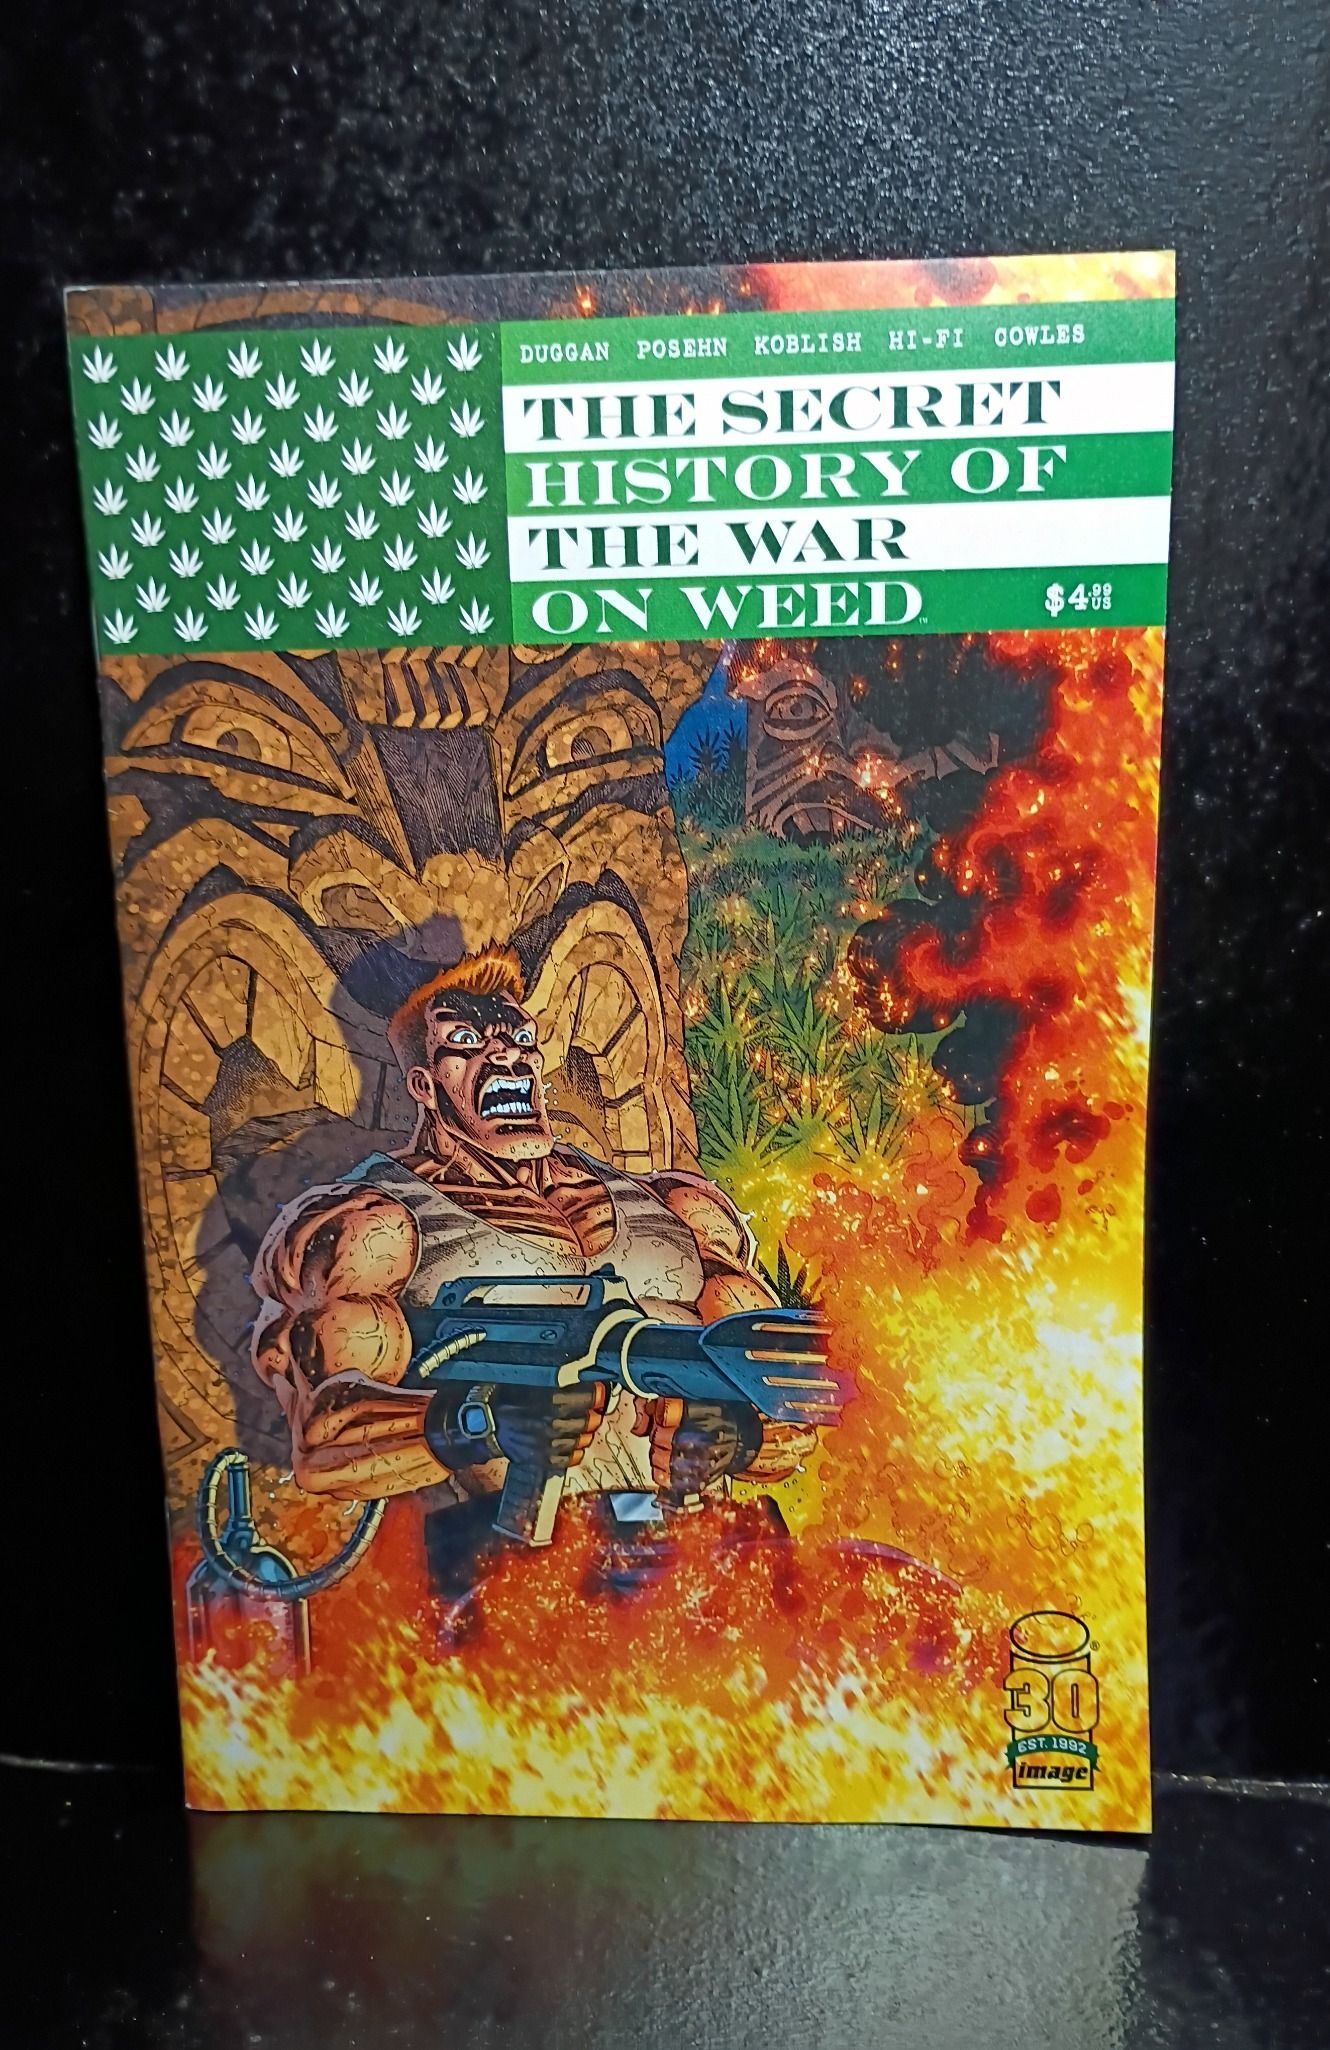 DUGGAN POSEHN KOBLISH HI-FI COWLES
THE SECRET
HISTORY OF
THE WAR
ON WEED™
$4.99 US
®
30
EST. 1992
image